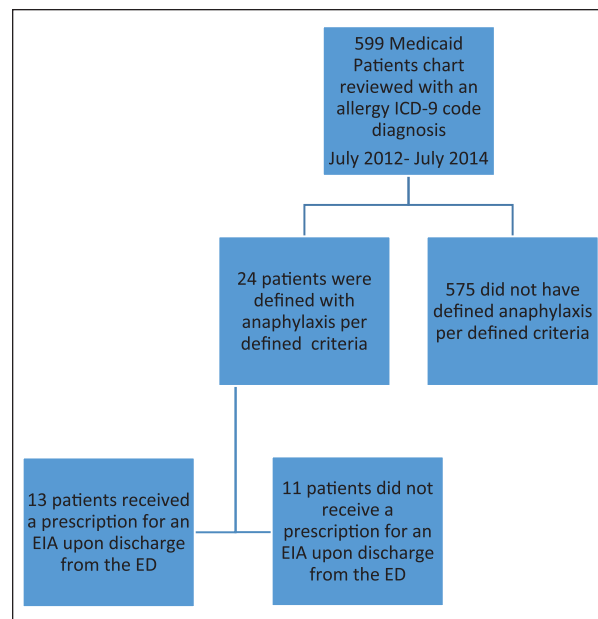 599 Medicaid
Patients chart
reviewed with an
allergy ICD-9 code
diagnosis
July 2012- July 2014
24 patients were
defined with
anaphylaxis per
defined criteria
575 did not have
defined anaphylaxis
per defined criteria
13 patients received
a prescription for an
EIA upon discharge
from the ED
11 patients did not
receive a
prescription for an
EIA upon discharge
from the ED